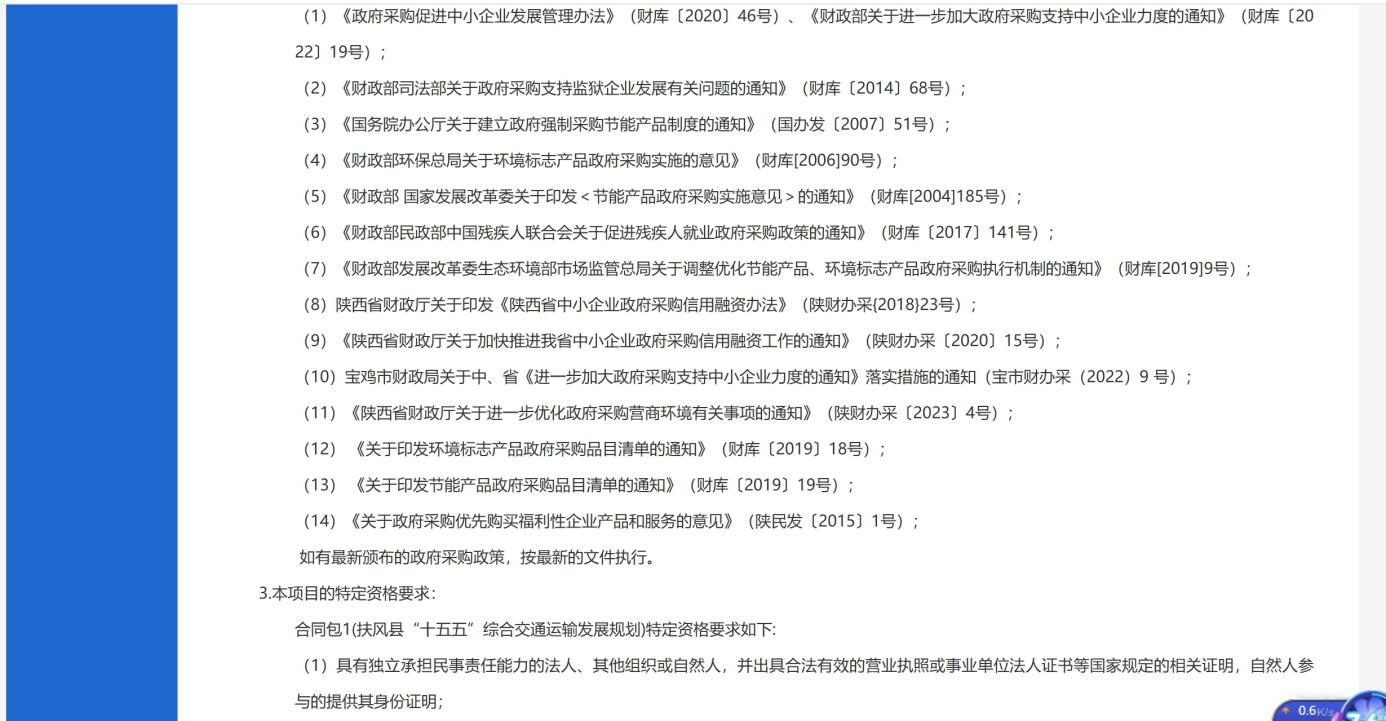 （1）《政府采购促进中小企业发展管理办法》（财库〔2020〕46号）、《财政部关于进一步加大政府采购支持中小企业力度的通知》（财库〔20
22〕19号）;
（2）《财政部司法部关于政府采购支持监狱企业发展有关问题的通知》（财库〔2014〕68号）;
（3）《国务院办公厅关于建立政府强制采购节能产品制度的通知》（国办发〔2007〕51号）;
（4）《财政部环保总局关于环境标志产品政府采购实施的意见》（财库[2006]90号）;
（5）《财政部 国家发展改革委关于印发＜节能产品政府采购实施意见＞的通知》（财库[2004]185号）;
（6）《财政部民政部中国残疾人联合会关于促进残疾人就业政府采购政策的通知》（财库〔2017〕141号）;
（7）《财政部发展改革委生态环境部市场监管总局关于调整优化节能产品、环境标志产品政府采购执行机制的通知》（财库[2019]9号）;
（8）陕西省财政厅关于印发《陕西省中小企业政府采购信用融资办法》（陕财办采{2018}23号）;
（9）《陕西省财政厅关于加快推进我省中小企业政府采购信用融资工作的通知》（陕财办采〔2020〕15号）;
（10）宝鸡市财政局关于中、省《进一步加大政府采购支持中小企业力度的通知》落实措施的通知（宝市财办采（2022）9 号）;
（11）《陕西省财政厅关于进一步优化政府采购营商环境有关事项的通知》（陕财办采〔2023〕4号）;
（12） 《关于印发环境标志产品政府采购品目清单的通知》（财库〔2019〕18号）;
（13） 《关于印发节能产品政府采购品目清单的通知》（财库〔2019〕19号）;
（14）《关于政府采购优先购买福利性企业产品和服务的意见》（陕民发〔2015〕1号）;
如有最新颁布的政府采购政策，按最新的文件执行。
3.本项目的特定资格要求：
合同包1(扶风县“十五五”综合交通运输发展规划)特定资格要求如下:
（1）具有独立承担民事责任能力的法人、其他组织或自然人，并出具合法有效的营业执照或事业单位法人证书等国家规定的相关证明，自然人参
与的提供其身份证明;
0.6K/s